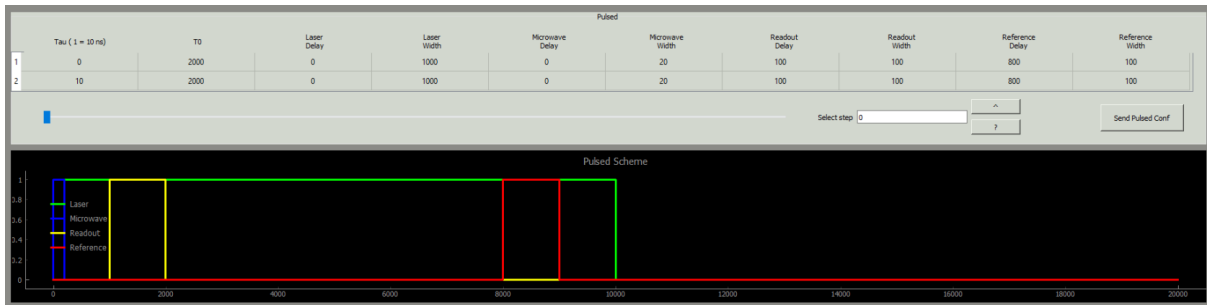 Pulsed
Tau ( 1 = 10 ns) T0 Laser Delay Laser Width Microwave Delay Microwave Width Readout Delay Readout Width Reference Delay Reference Width
1 0 2000 0 1000 0 20 100 100 800 100
2 10 2000 0 1000 0 20 100 100 800 100
Select step 0 ^
? Send Pulsed Conf
Pulsed Scheme
1
0.8
0.6
0.4
0.2
0
Laser
Microwave
Readout
Reference
0 2000 4000 6000 8000 10000 12000 14000 16000 18000 20000